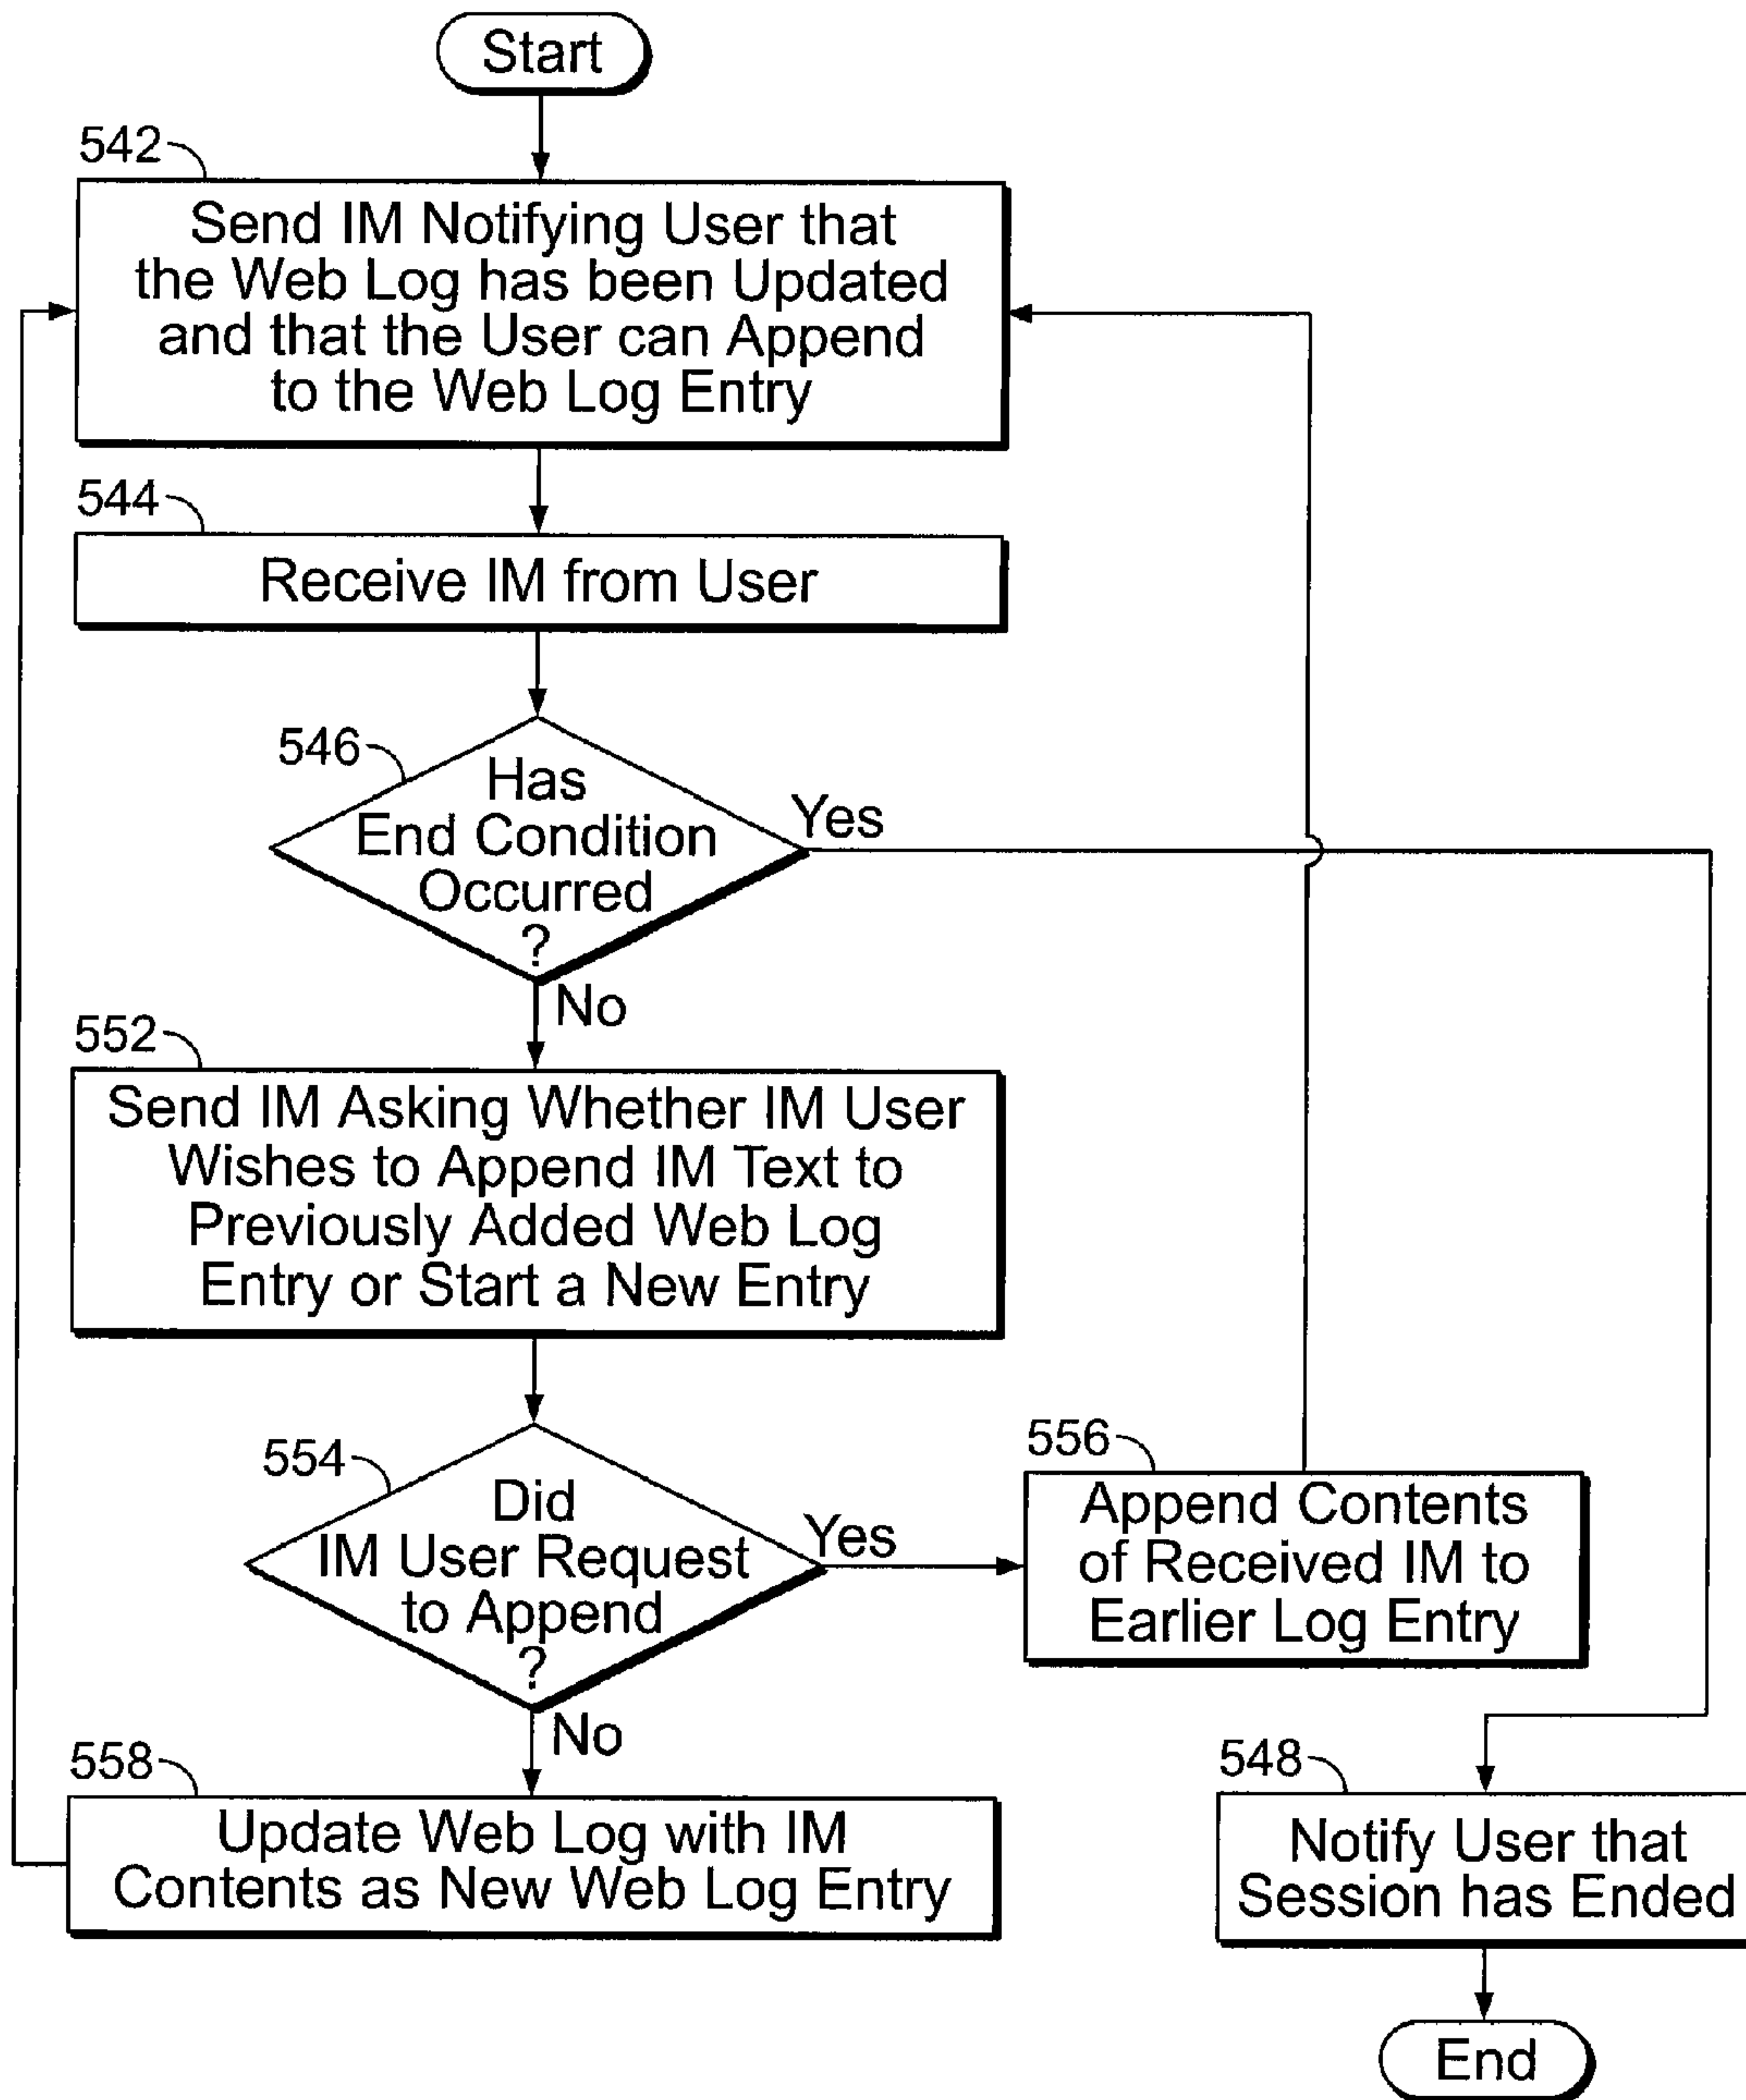 Start
542
Send IM Notifying User that
the Web Log has been Updated
and that the User can Append
to the Web Log Entry
544
Receive IM from User
546
Has
End Condition
Occurred
?
Yes
No
552
Send IM Asking Whether IM User
Wishes to Append IM Text to
Previously Added Web Log
Entry or Start a New Entry
554
Did
IM User Request
to Append
?
Yes
556
Append Contents
of Received IM to
Earlier Log Entry
No
558
Update Web Log with IM
Contents as New Web Log Entry
548
Notify User that
Session has Ended
End